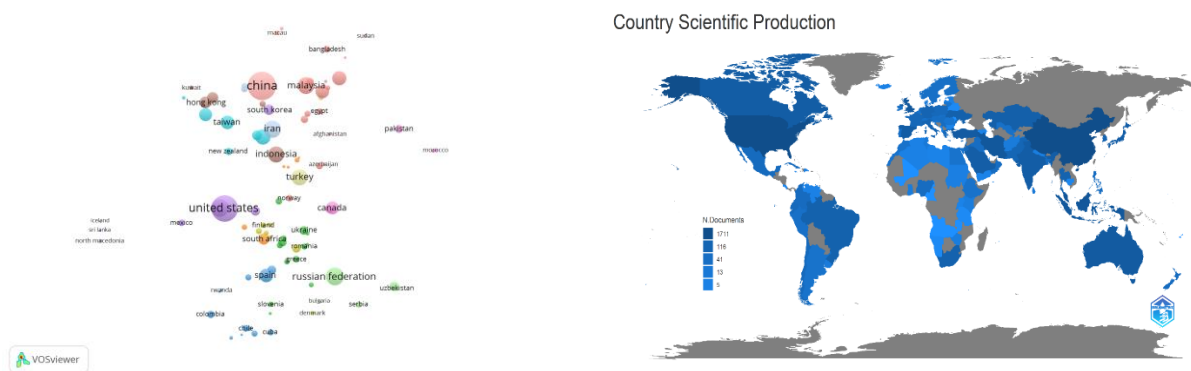 Country Scientific Production
macau
sudan
bangladesh
china
malaysia
kuwait
hong kong
south korea
egypt
taiwan
iran
afghanistan
pakistan
new zealand
indonesia
azerbaijan
morocco
turkey
norway
united states
canada
mexico
iceland
sri lanka
north macedonia
finland
ukraine
south africa
romania
greece
spain
russian federation
rwanda
uzbekistan
slovenia
bulgaria
serbia
colombia
denmark
chile
cuba
VOSviewer
N.Documents
1711
116
41
13
5